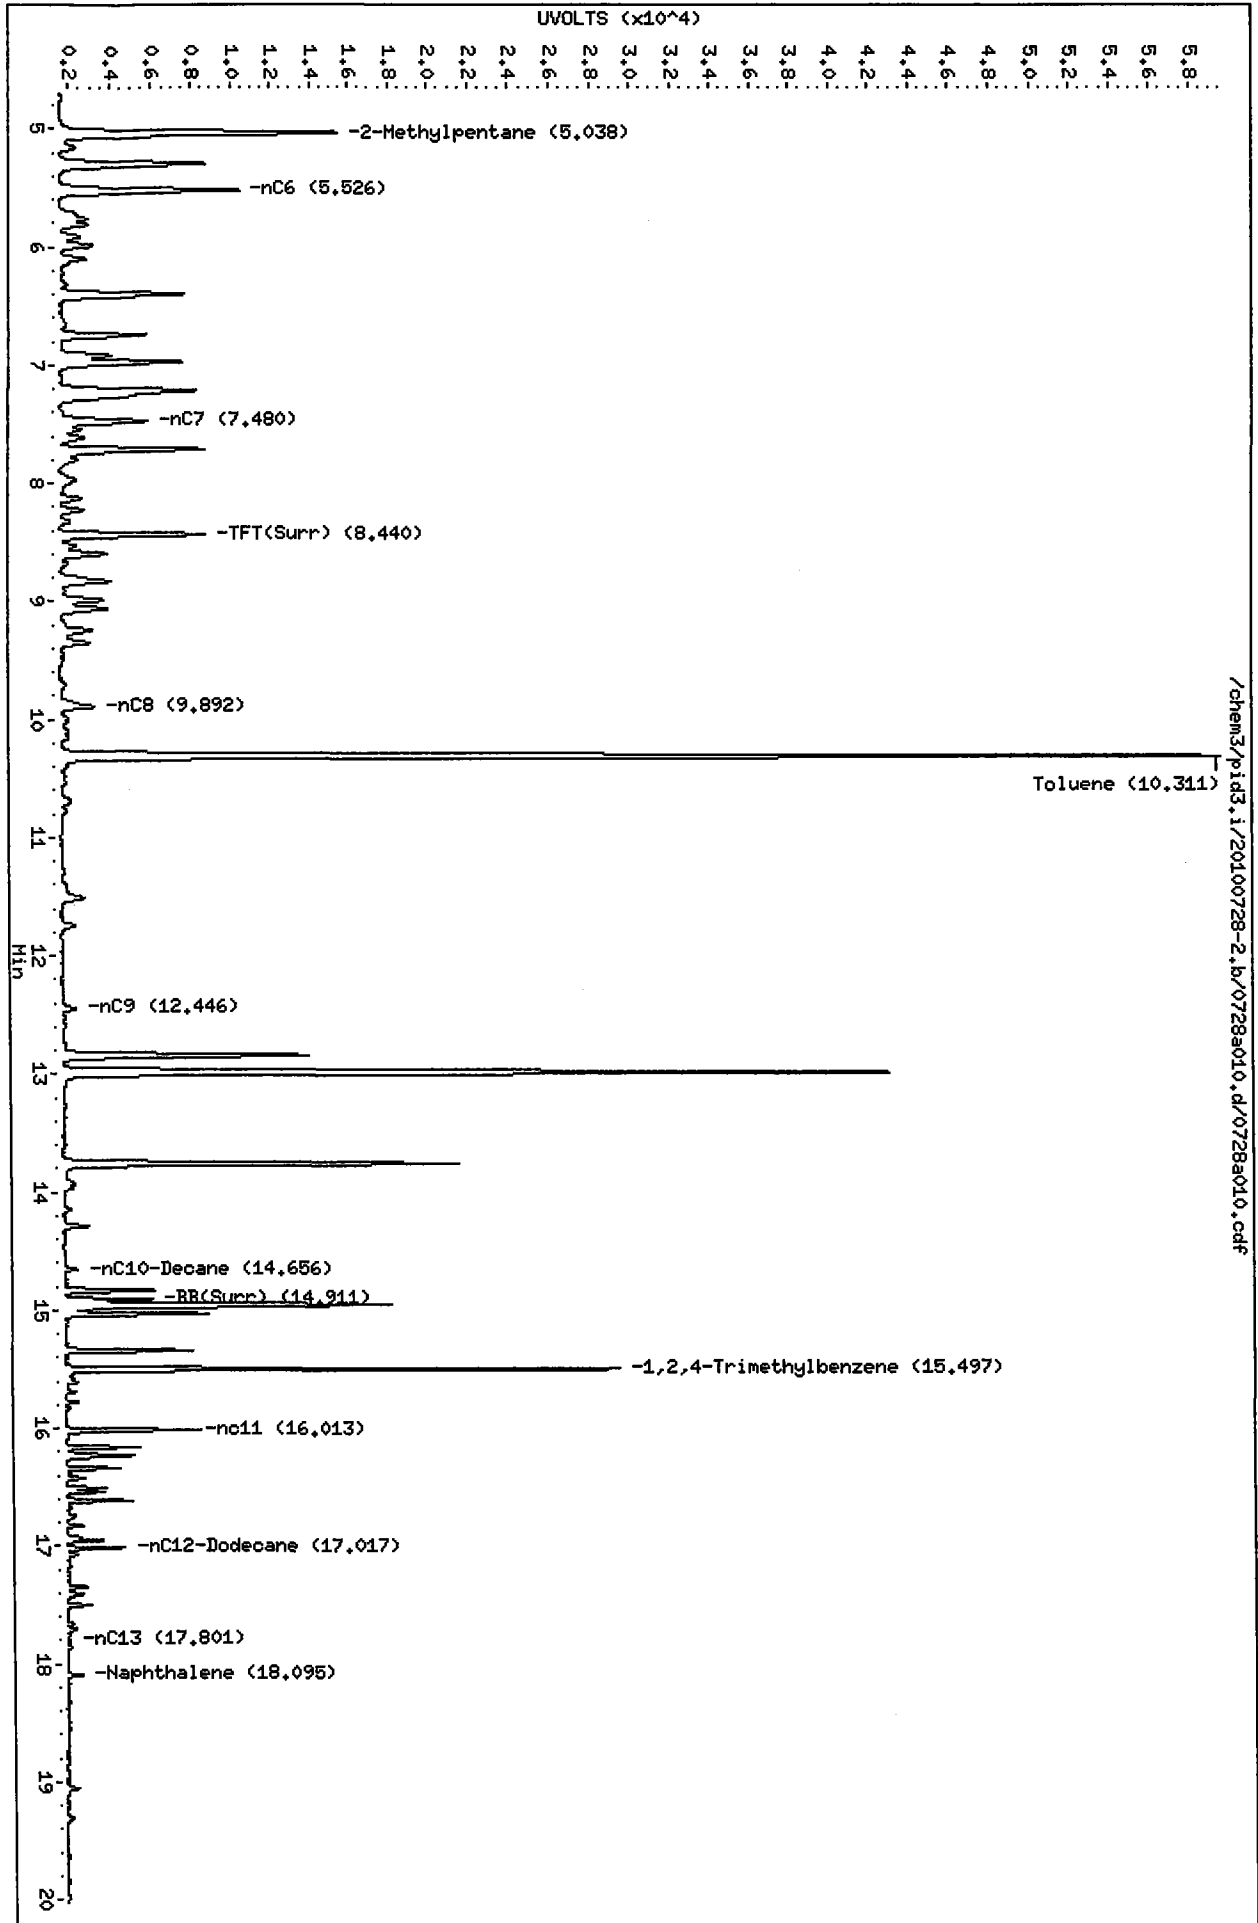 /chem3/pid3.i/20100728-2.b/0728a010.d/0728a010.cdf
UVOLTS (x10^4)
5.8
5.6
5.4
5.2
5.0
4.8
4.6
4.4
4.2
4.0
3.8
3.6
3.4
3.2
3.0
2.8
2.6
2.4
2.2
2.0
1.8
1.6
1.4
1.2
1.0
0.8
0.6
0.4
0.2
-2-Methylpentane (5.038)
-nC6 (5.526)
-nC7 (7.480)
-TFT(Surr) (8.440)
-nC8 (9.892)
Toluene (10.311)
-nC9 (12.446)
-nC10-Decane (14.656)
-BB(Surr) (14.911)
-1,2,4-Trimethylbenzene (15.497)
-nc11 (16.013)
-nC12-Dodecane (17.017)
-nC13 (17.801)
-Naphthalene (18.095)
5
6
7
8
9
10
11
12
13
14
15
16
17
18
19
20
Min